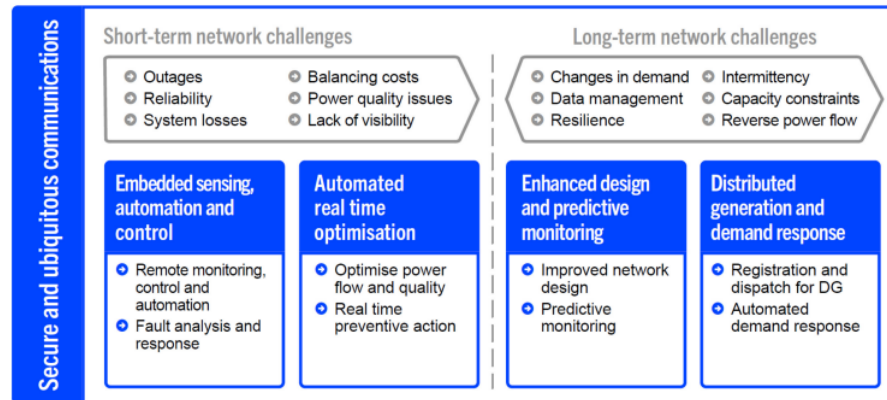 Secure and ubiquitous communications
Short-term network challenges
Outages
Reliability
System losses
Balancing costs
Power quality issues
Lack of visibility
Long-term network challenges
Changes in demand
Data management
Resilience
Intermittency
Capacity constraints
Reverse power flow
Embedded sensing,
automation and
control
Remote monitoring,
control and
automation
Fault analysis and
response
Automated
real time
optimisation
Optimise power
flow and quality
Real time
preventive action
Enhanced design
and predictive
monitoring
Improved network
design
Predictive
monitoring
Distributed
generation and
demand response
Registration and
dispatch for DG
Automated
demand response